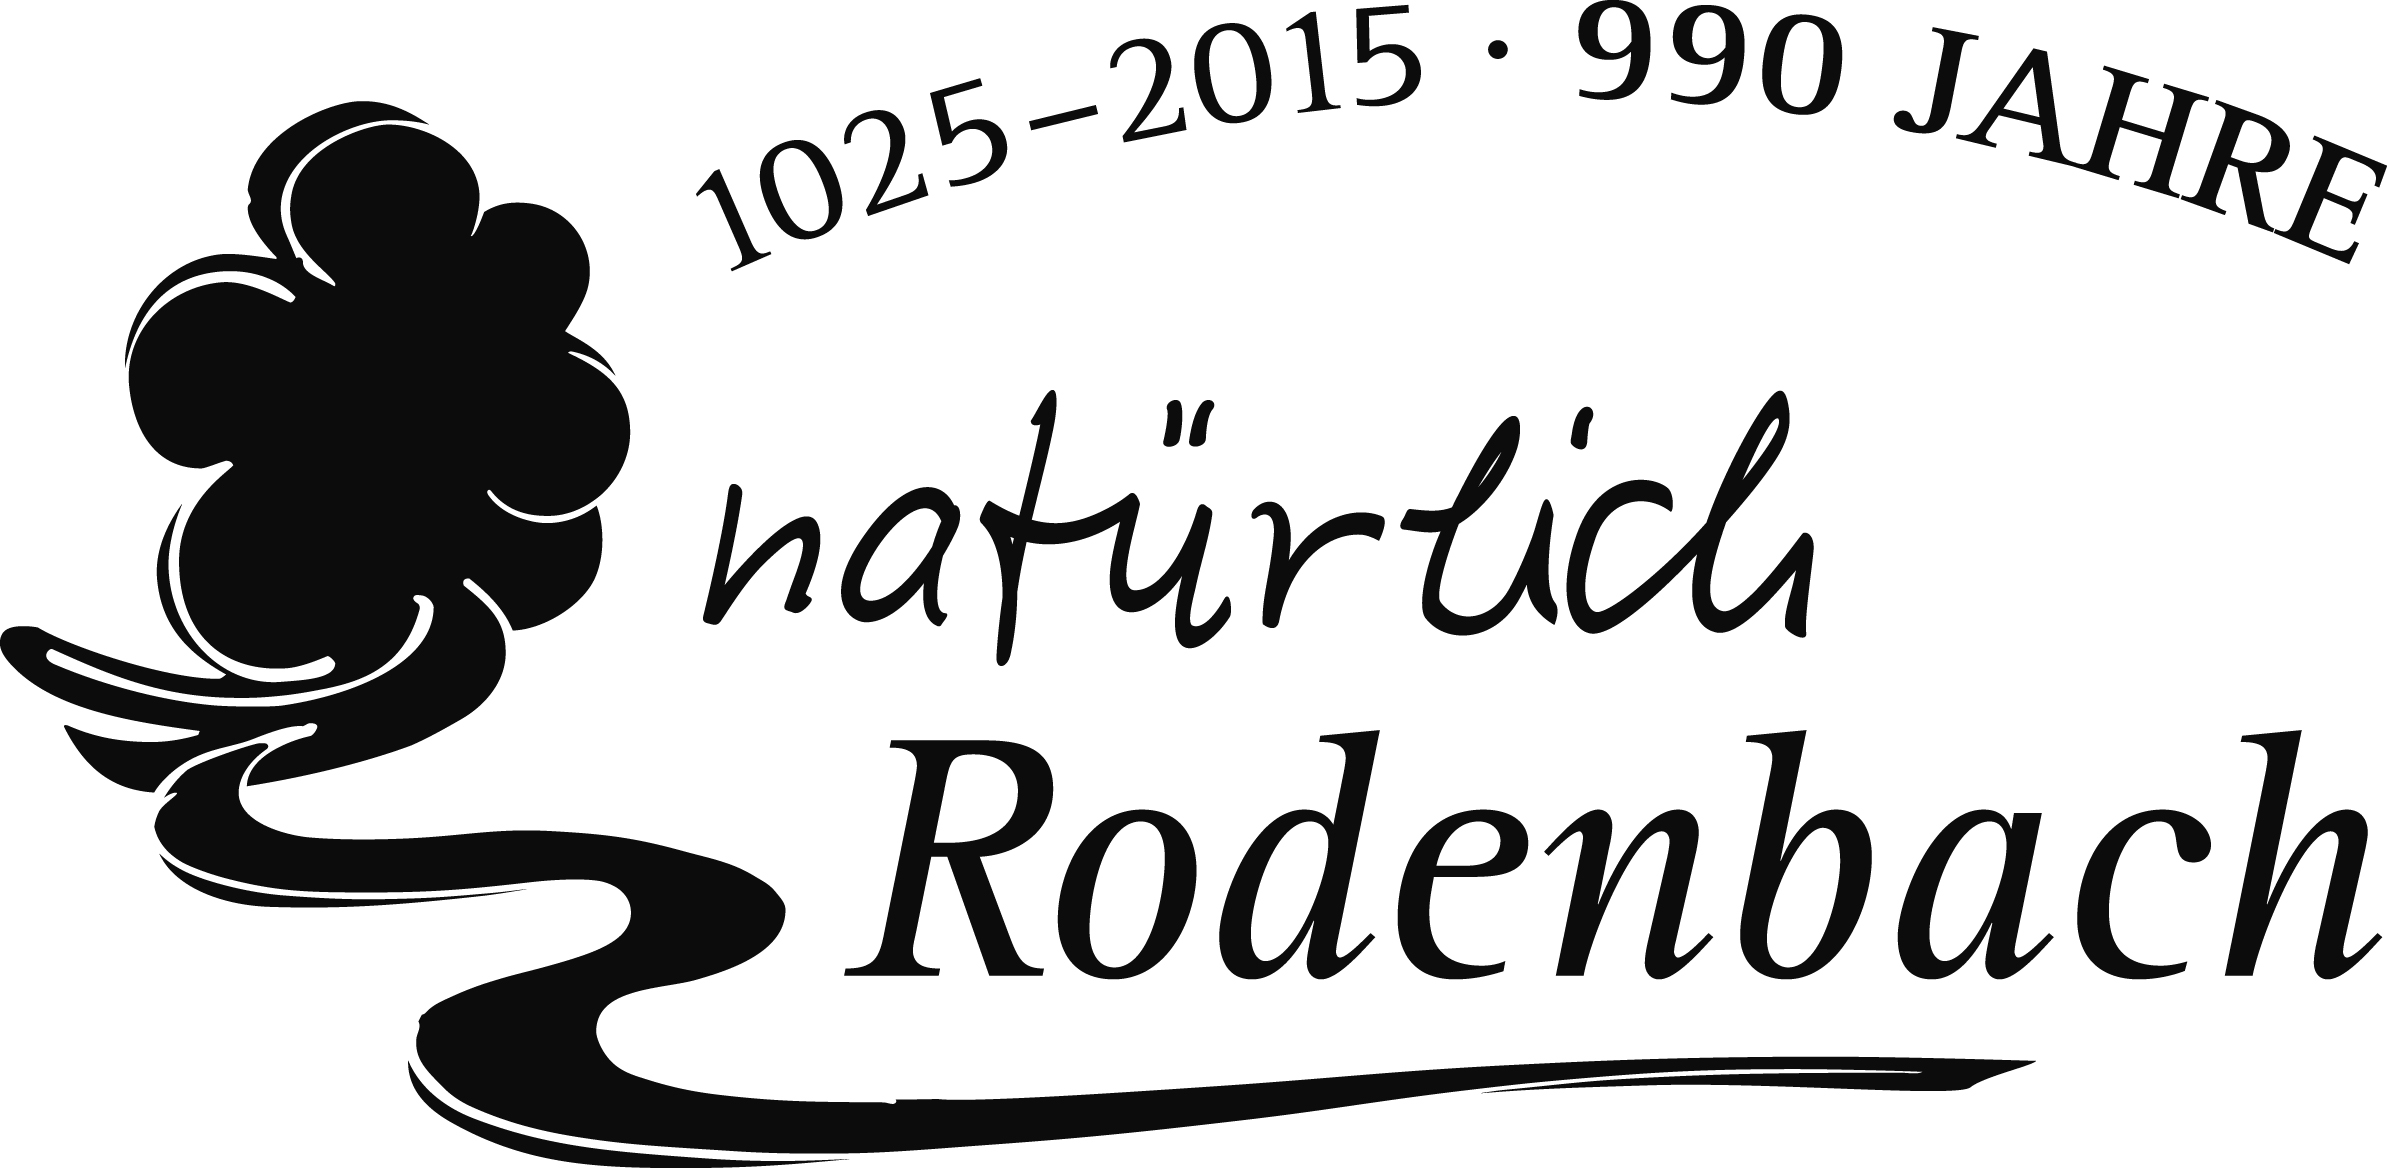 1025–2015 · 990 JAHRE
natürlich
Rodenbach